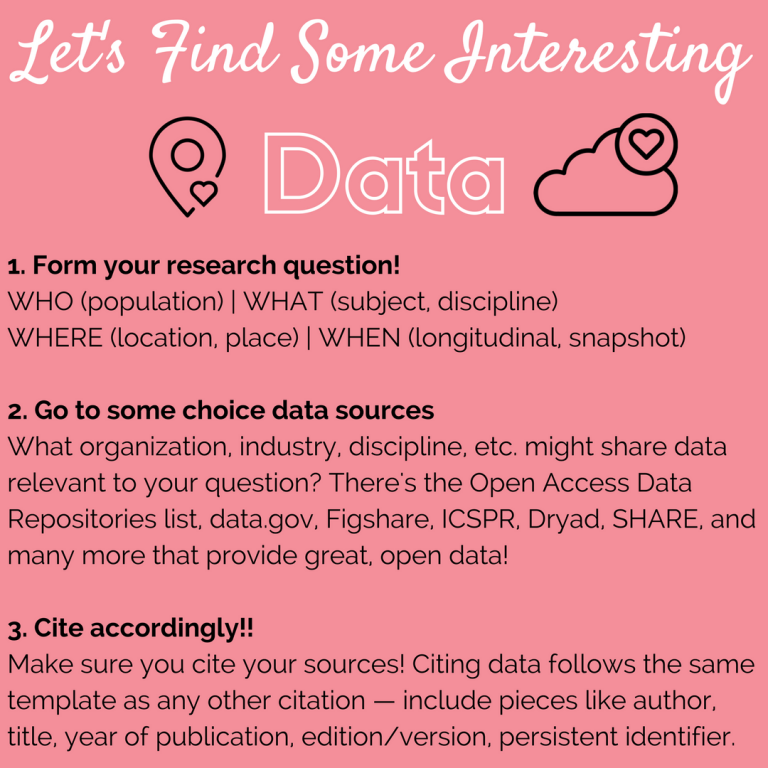 Let's Find Some Interesting
Data
1. Form your research question!
WHO (population) | WHAT (subject, discipline)
WHERE (location, place) | WHEN (longitudinal, snapshot)
2. Go to some choice data sources
What organization, industry, discipline, etc. might share data
relevant to your question? There's the Open Access Data
Repositories list, data.gov, Figshare, ICSPR, Dryad, SHARE, and
many more that provide great, open data!
3. Cite accordingly!!
Make sure you cite your sources! Citing data follows the same
template as any other citation — include pieces like author,
title, year of publication, edition/version, persistent identifier.